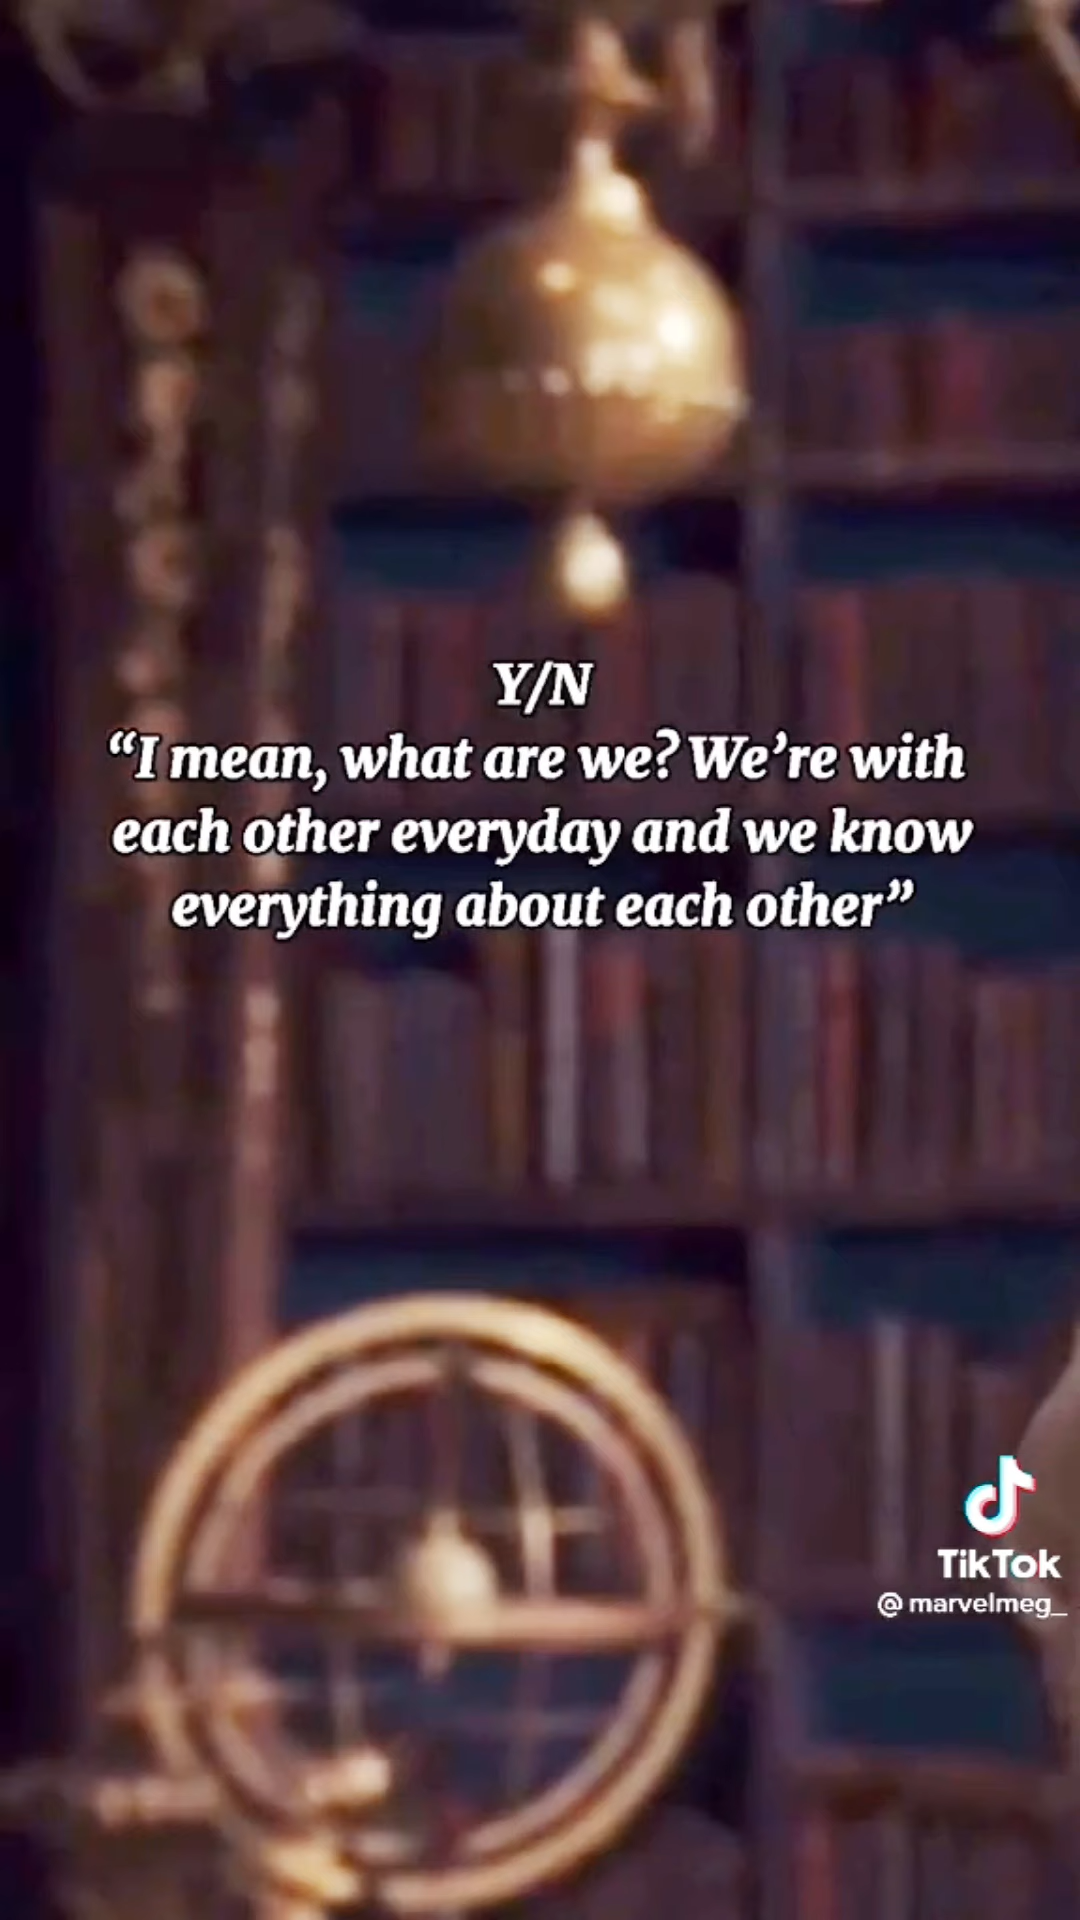 Y/N
“I mean, what are we? We’re with
each other everyday and we know
everything about each other”
TikTok
@marvelmeg_